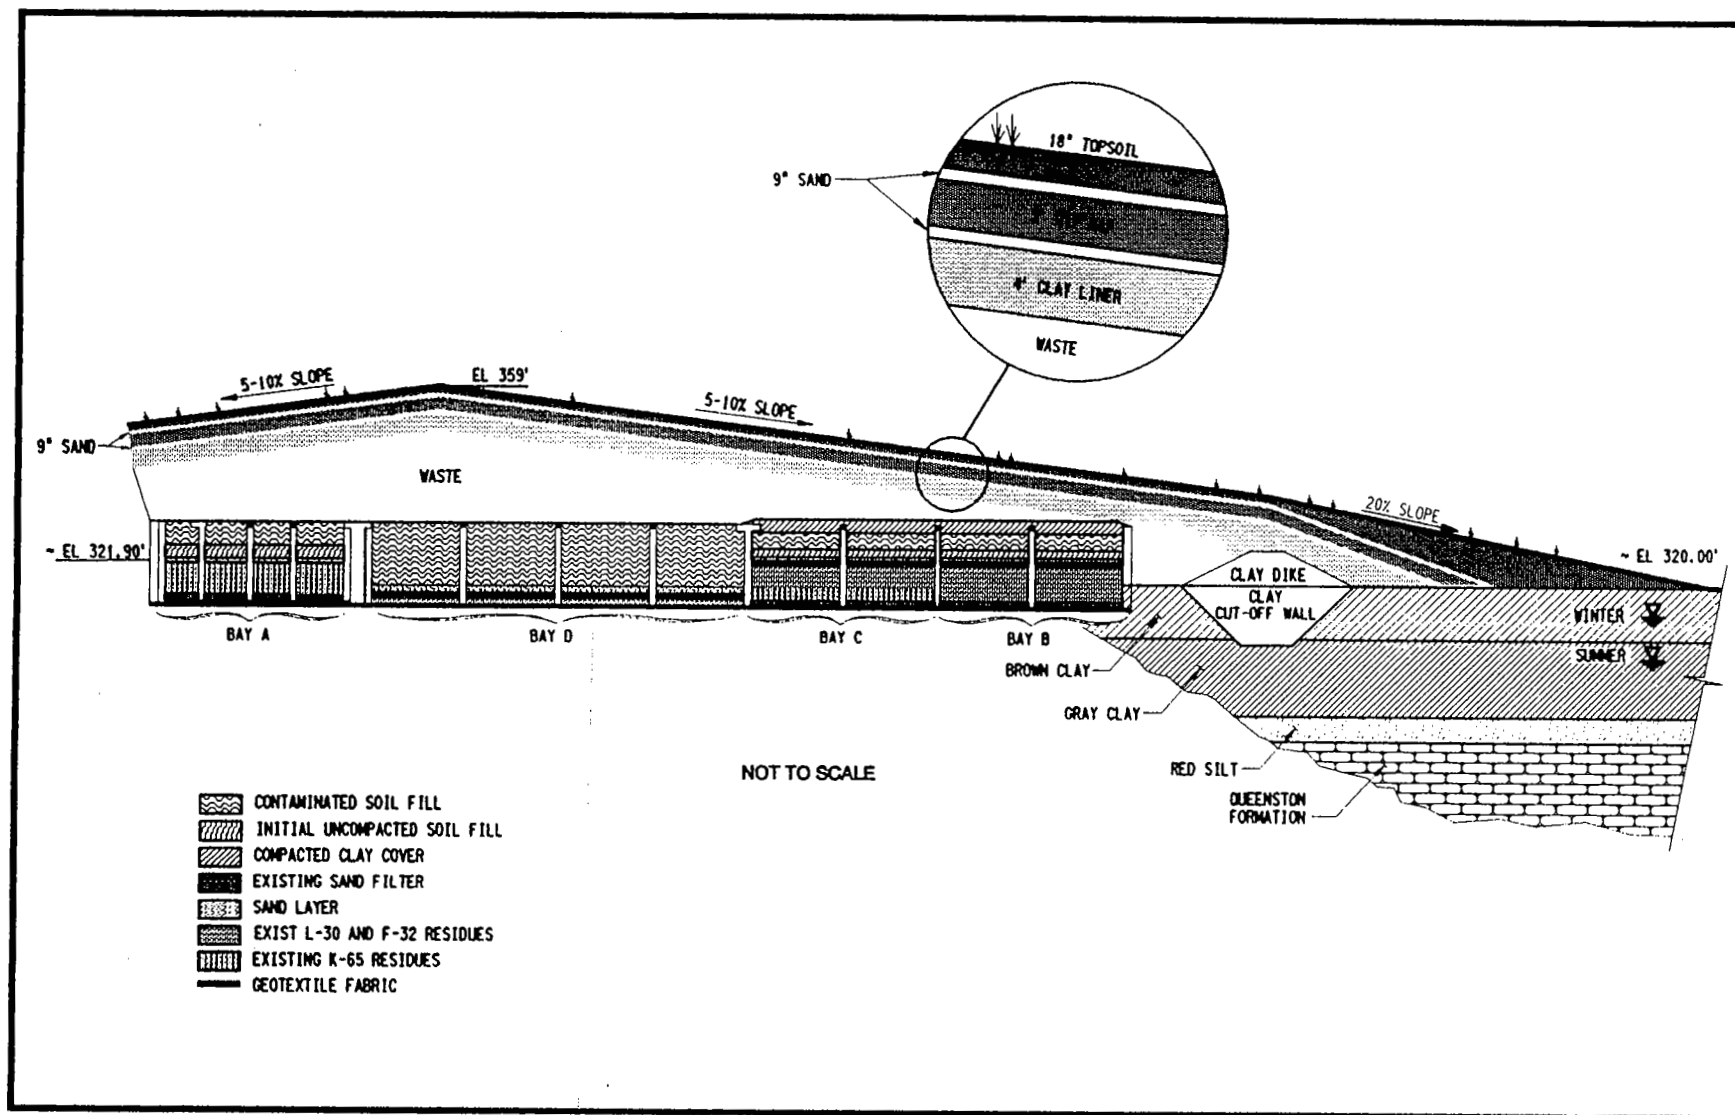 18" TOPSOIL
9" SAND
4' CLAY LINER
WASTE
5-10% SLOPE
EL 359'
5-10% SLOPE
9" SAND
WASTE
20% SLOPE
~ EL 321.90'
~ EL 320.00'
CLAY DIKE
CLAY
CUT-OFF WALL
WINTER
SUMMER
BAY A
BAY D
BAY C
BAY B
BROWN CLAY
GRAY CLAY
RED SILT
QUEENSTON
FORMATION
NOT TO SCALE
CONTAMINATED SOIL FILL
INITIAL UNCOMPACTED SOIL FILL
COMPACTED CLAY COVER
EXISTING SAND FILTER
SAND LAYER
EXIST L-30 AND F-32 RESIDUES
EXISTING K-65 RESIDUES
GEOTEXTILE FABRIC